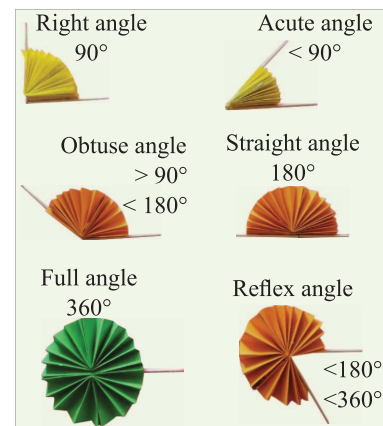 Right angle
90°
Acute angle
< 90°
Obtuse angle
> 90°
< 180°
Straight angle
180°
Full angle
360°
Reflex angle
<180°
<360°